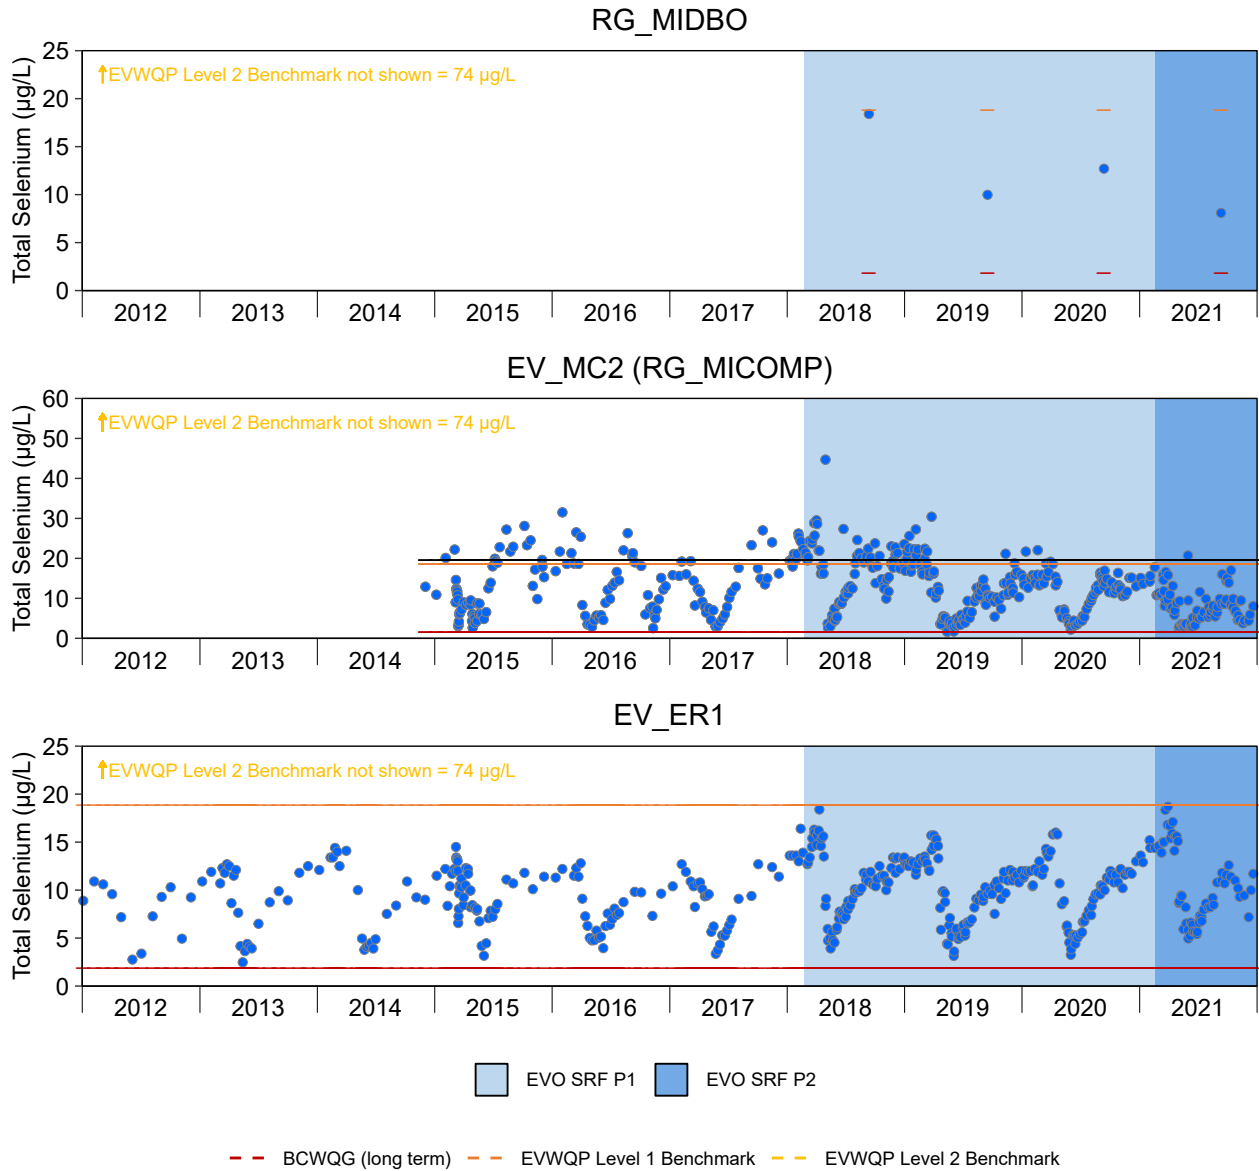 RG_MIDBO
Total Selenium (µg/L)
25
20
15
10
5
0
EVWQP Level 2 Benchmark not shown = 74 µg/L
2012 2013 2014 2015 2016 2017 2018 2019 2020 2021
EV_MC2 (RG_MICOMP)
Total Selenium (µg/L)
60
50
40
30
20
10
0
EVWQP Level 2 Benchmark not shown = 74 µg/L
2012 2013 2014 2015 2016 2017 2018 2019 2020 2021
EV_ER1
Total Selenium (µg/L)
25
20
15
10
5
0
EVWQP Level 2 Benchmark not shown = 74 µg/L
2012 2013 2014 2015 2016 2017 2018 2019 2020 2021
EVO SRF P1 EVO SRF P2
BCWQG (long term) EVWQP Level 1 Benchmark EVWQP Level 2 Benchmark